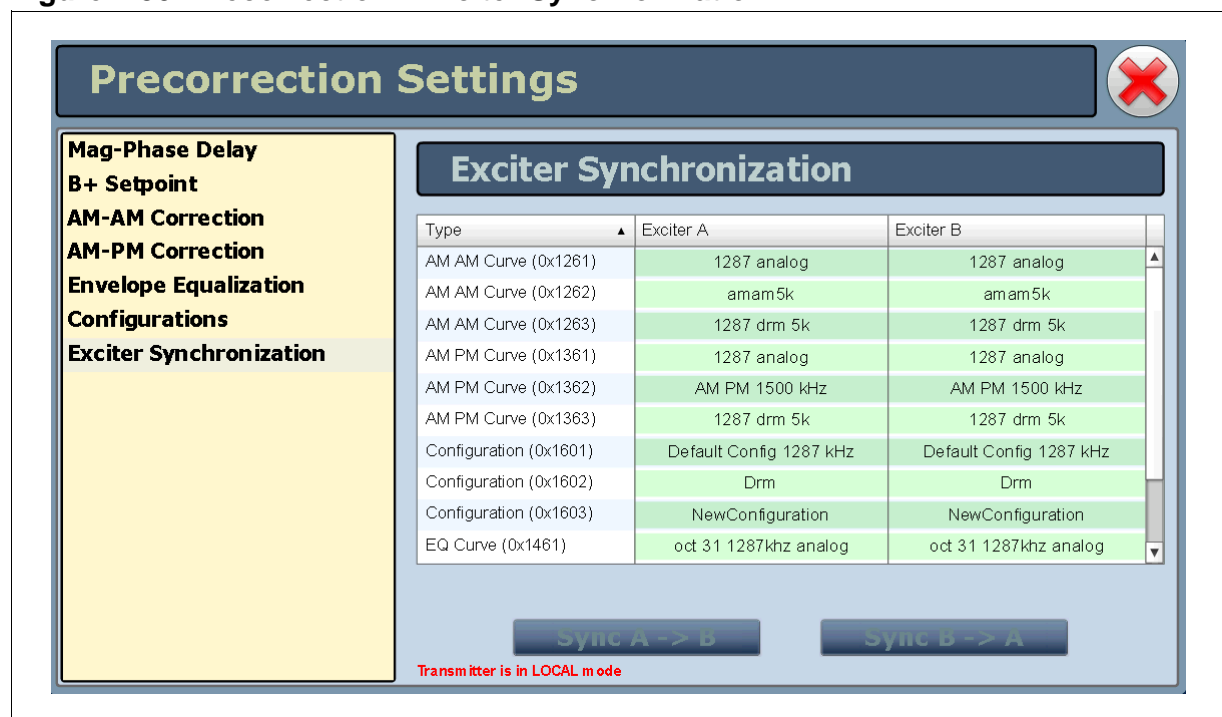 Precorrection Settings
Mag-Phase Delay
B+ Setpoint
AM-AM Correction
AM-PM Correction
Envelope Equalization
Configurations
Exciter Synchronization
Exciter Synchronization
Type ▲ Exciter A Exciter B
AM AM Curve (0x1261) 1287 analog 1287 analog
AM AM Curve (0x1262) amam5k amam5k
AM AM Curve (0x1263) 1287 drm 5k 1287 drm 5k
AM PM Curve (0x1361) 1287 analog 1287 analog
AM PM Curve (0x1362) AM PM 1500 kHz AM PM 1500 kHz
AM PM Curve (0x1363) 1287 drm 5k 1287 drm 5k
Configuration (0x1601) Default Config 1287 kHz Default Config 1287 kHz
Configuration (0x1602) Drm Drm
Configuration (0x1603) NewConfiguration NewConfiguration
EQ Curve (0x1461) oct 31 1287khz analog oct 31 1287khz analog
Sync A -> B Sync B -> A
Transmitter is in LOCAL mode